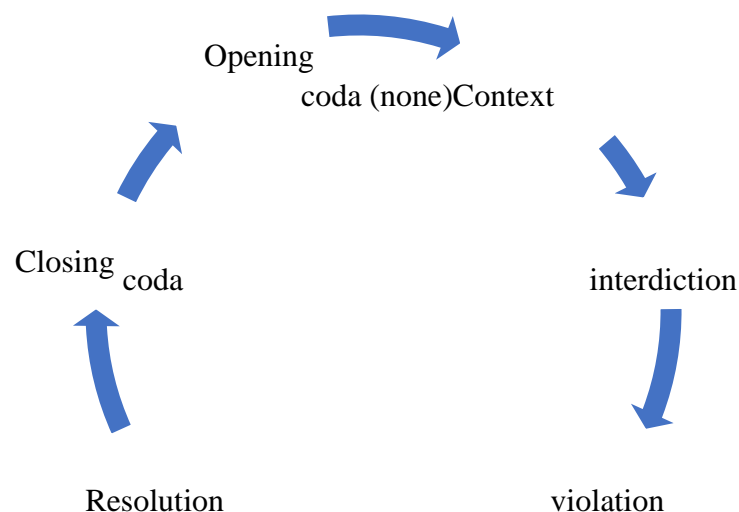 Opening
coda (none)Context
interdiction
violation
Resolution
Closing coda